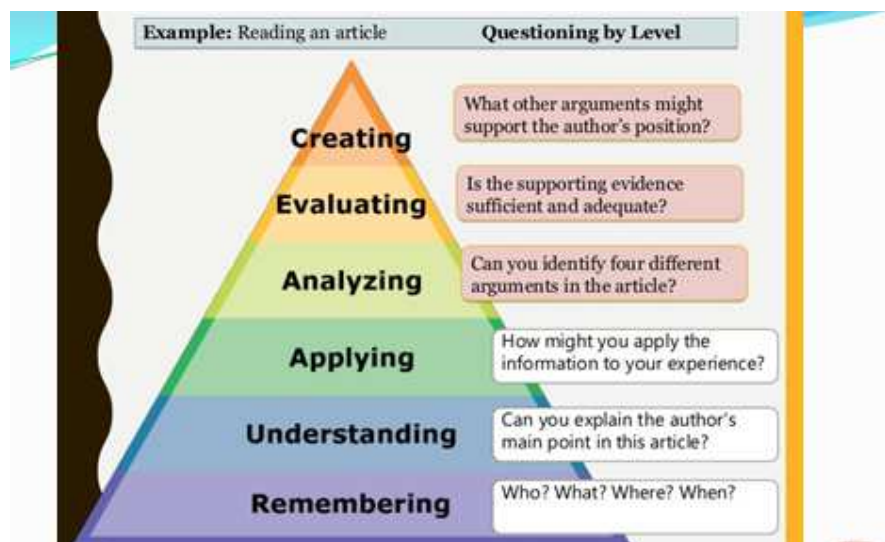 Example: Reading an article Questioning by Level
Creating
What other arguments might
support the author's position?
Evaluating
Is the supporting evidence
sufficient and adequate?
Analyzing
Can you identify four different
arguments in the article?
Applying
How might you apply the
information to your experience?
Understanding
Can you explain the author's
main point in this article?
Remembering
Who? What? Where? When?